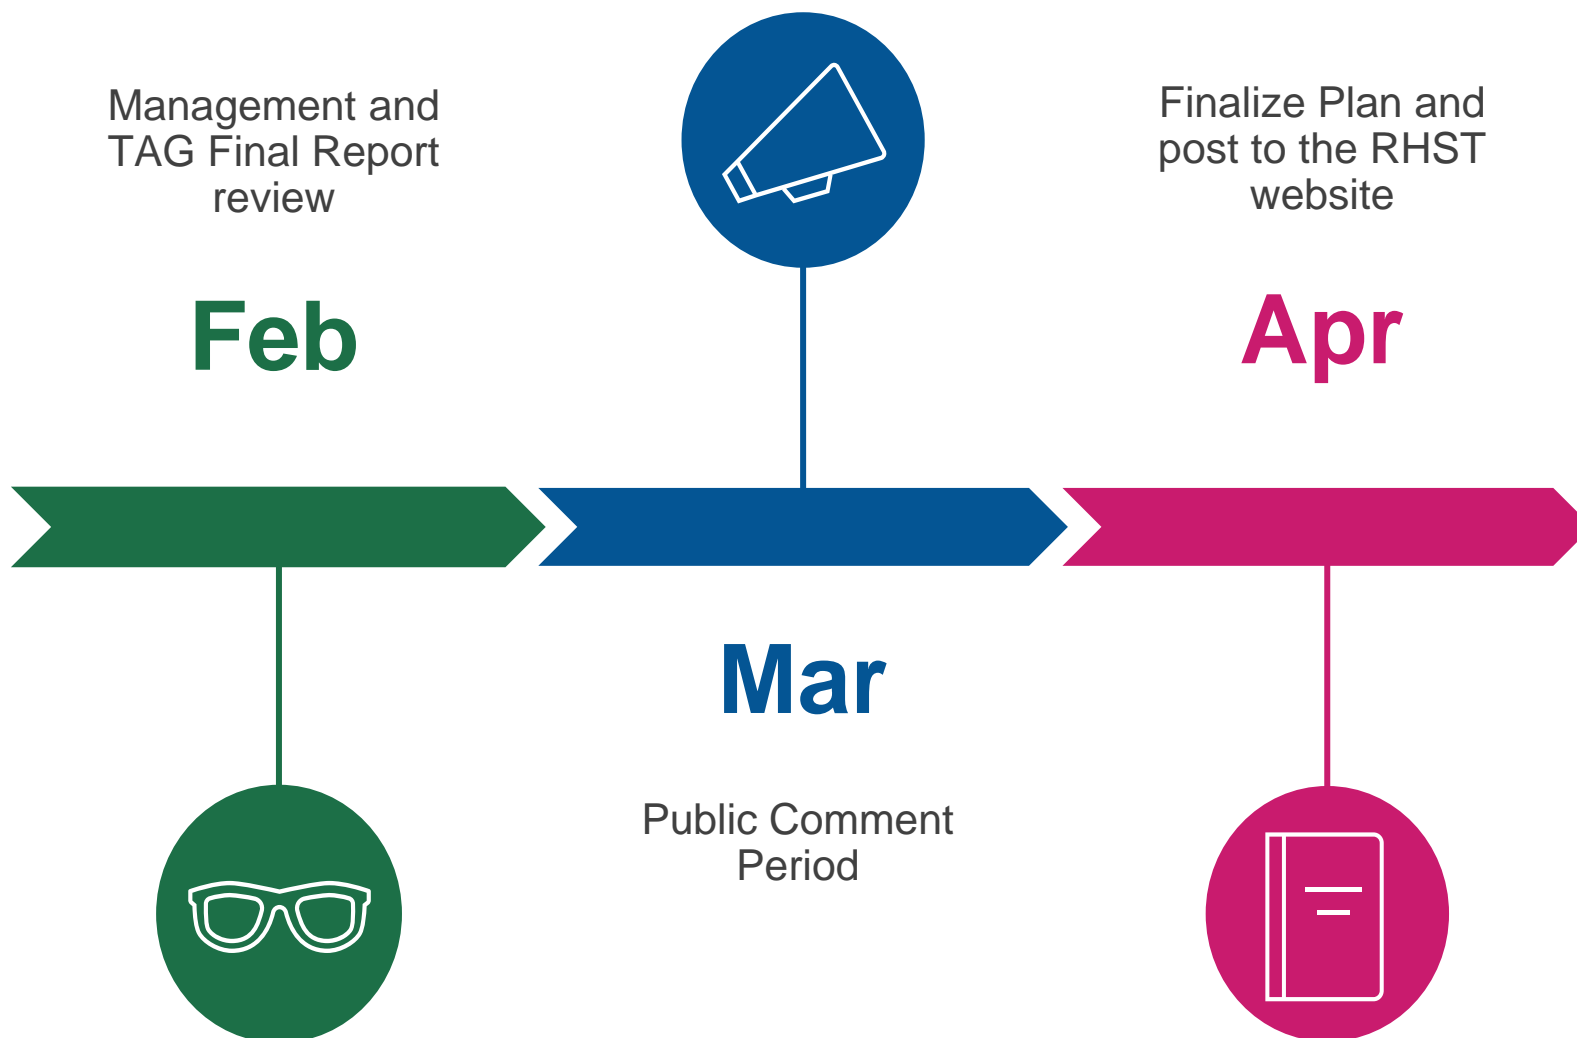 Management and
TAG Final Report
review
Feb
Mar
Public Comment
Period
Finalize Plan and
post to the RHST
website
Apr